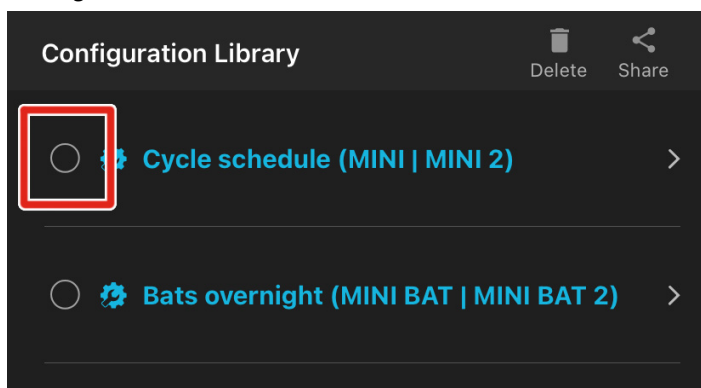 Configuration Library
Delete
Share
Cycle schedule (MINI | MINI 2)
Bats overnight (MINI BAT | MINI BAT 2)